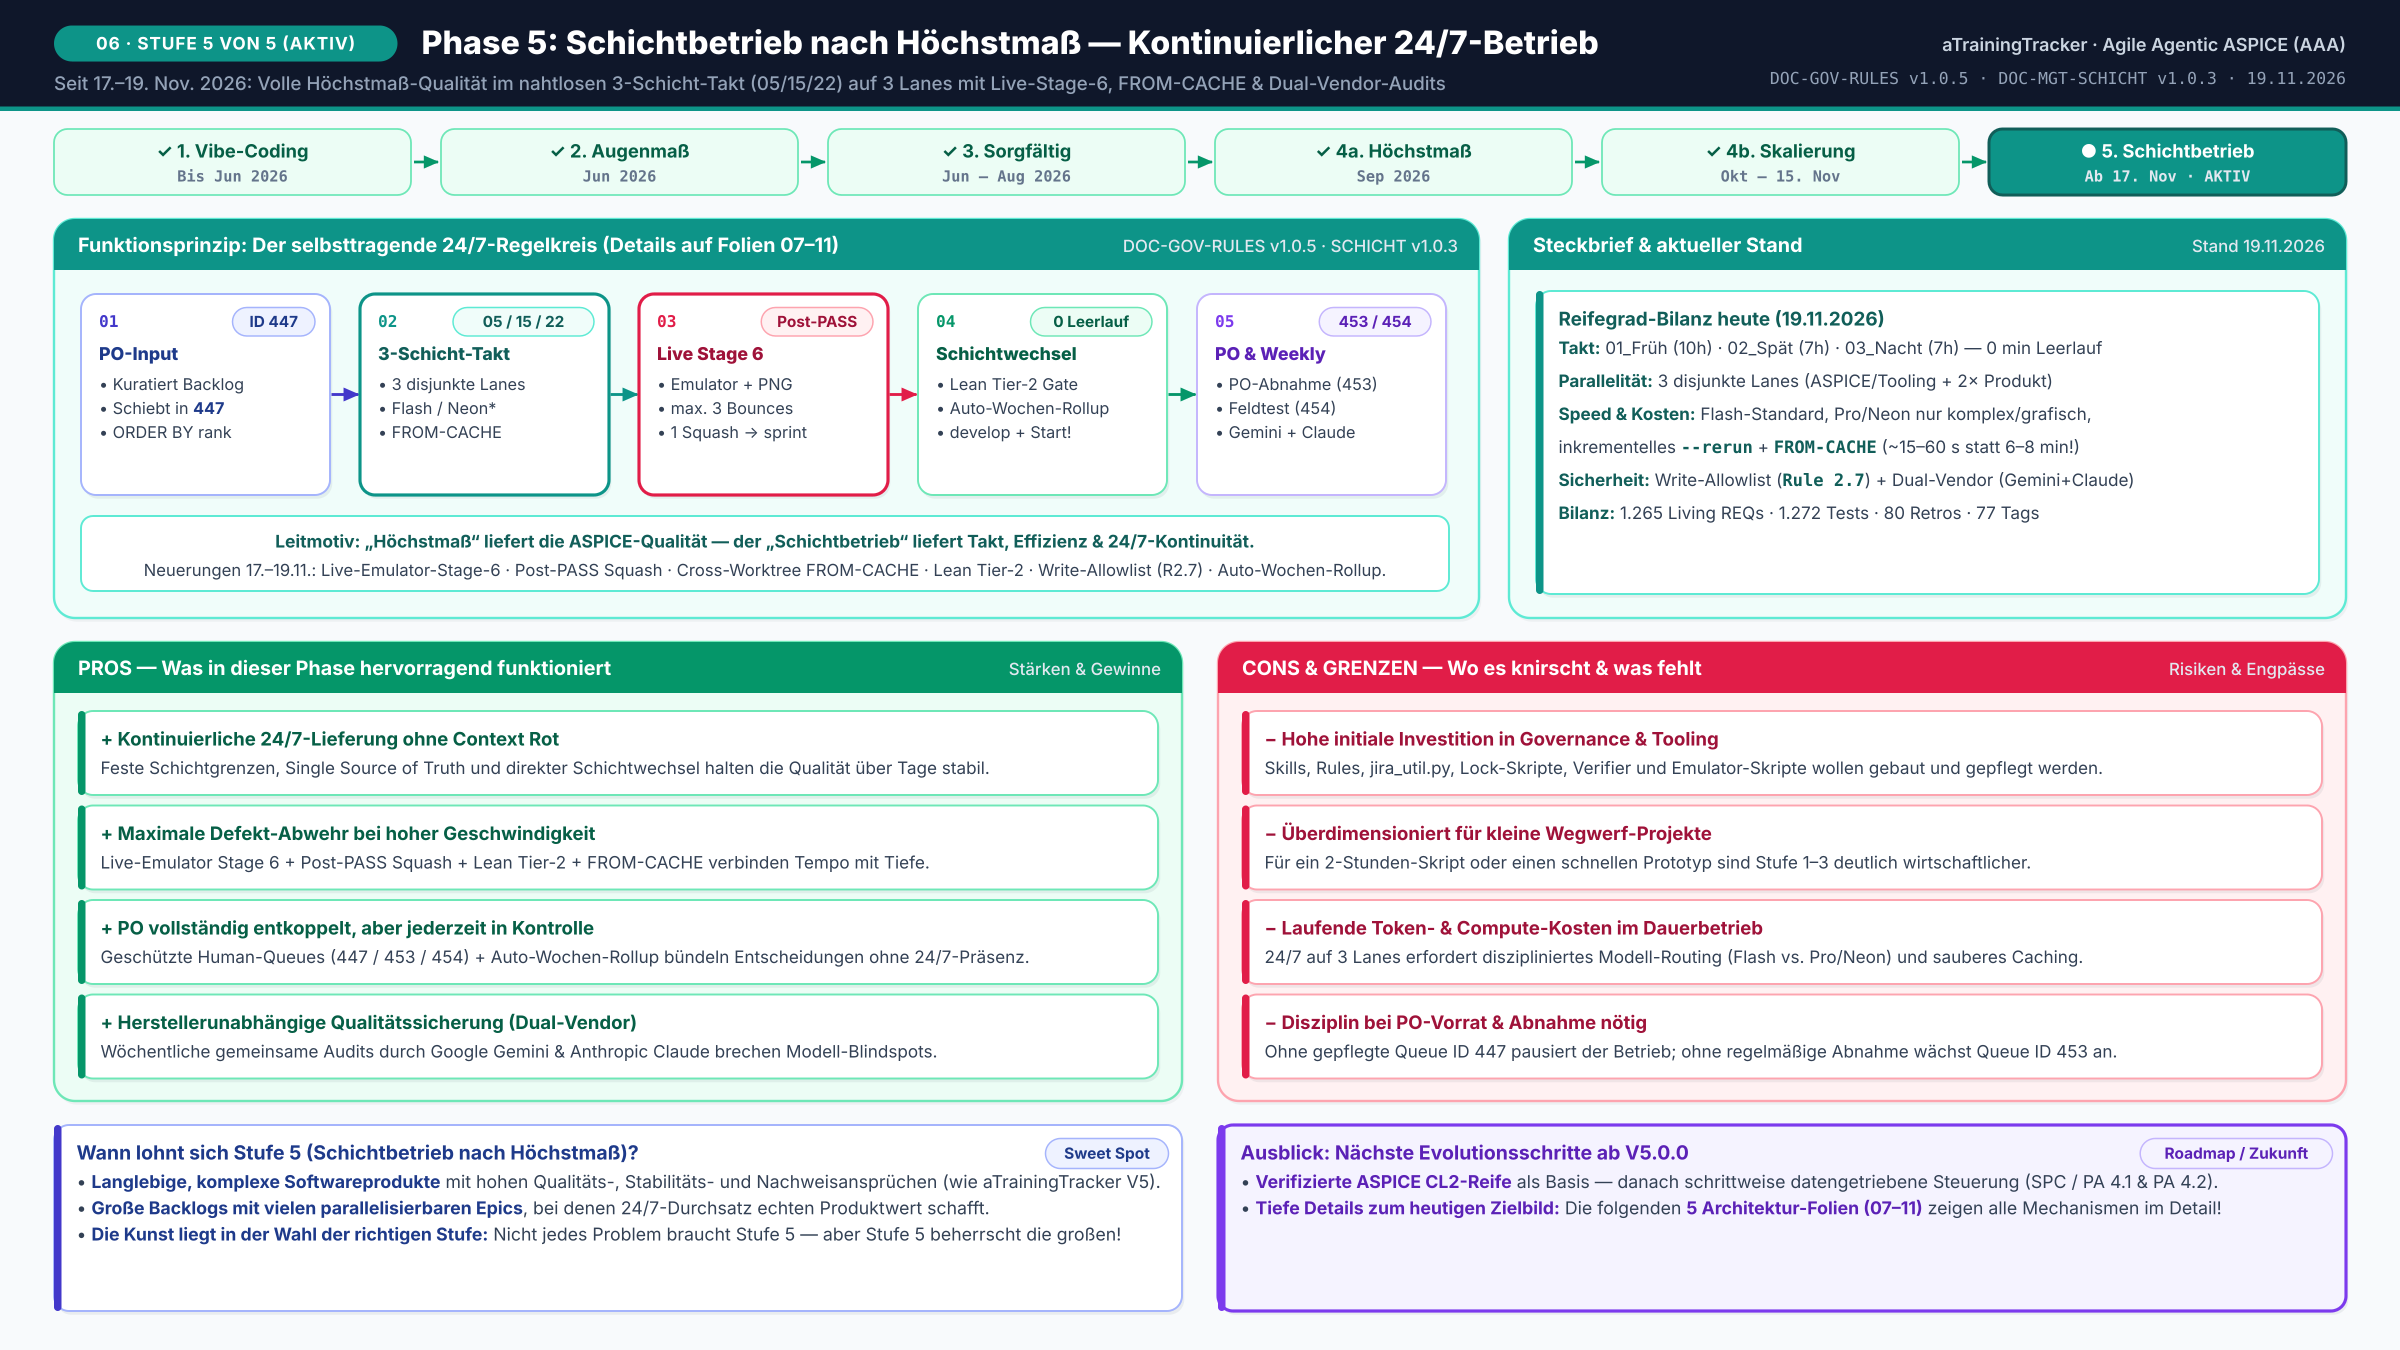 06 · STUFE 5 VON 5 (AKTIV)
Phase 5: Schichtbetrieb nach Höchstmaß — Kontinuierlicher 24/7-Betrieb
aTrainingTracker · Agile Agentic ASPICE (AAA)
Seit 17.–19. Nov. 2026: Volle Höchstmaß-Qualität im nahtlosen 3-Schicht-Takt (05/15/22) auf 3 Lanes mit Live-Stage-6, FROM-CACHE & Dual-Vendor-Audits
DOC-GOV-RULES v1.0.5 · DOC-MGT-SCHICHT v1.0.3 · 19.11.2026
✓ 1. Vibe-Coding
Bis Jun 2026
✓ 2. Augenmaß
Jun 2026
✓ 3. Sorgfältig
Jun – Aug 2026
✓ 4a. Höchstmaß
Sep 2026
✓ 4b. Skalierung
Okt – 15. Nov
● 5. Schichtbetrieb
Ab 17. Nov · AKTIV
Funktionsprinzip: Der selbsttragende 24/7-Regelkreis (Details auf Folien 07–11)
DOC-GOV-RULES v1.0.5 · SCHICHT v1.0.3
01
ID 447
PO-Input
• Kuratiert Backlog
• Schiebt in 447
• ORDER BY rank
02
05 / 15 / 22
3-Schicht-Takt
• 3 disjunkte Lanes
• Flash / Neon*
• FROM-CACHE
03
Post-PASS
Live Stage 6
• Emulator + PNG
• max. 3 Bounces
• 1 Squash → sprint
04
0 Leerlauf
Schichtwechsel
• Lean Tier-2 Gate
• Auto-Wochen-Rollup
• develop + Start!
05
453 / 454
PO & Weekly
• PO-Abnahme (453)
• Feldtest (454)
• Gemini + Claude
Leitmotiv: „Höchstmaß“ liefert die ASPICE-Qualität — der „Schichtbetrieb“ liefert Takt, Effizienz & 24/7-Kontinuität.
Neuerungen 17.–19.11.: Live-Emulator-Stage-6 · Post-PASS Squash · Cross-Worktree FROM-CACHE · Lean Tier-2 · Write-Allowlist (R2.7) · Auto-Wochen-Rollup.
Steckbrief & aktueller Stand
Stand 19.11.2026
Reifegrad-Bilanz heute (19.11.2026)
Takt: 01_Früh (10h) · 02_Spät (7h) · 03_Nacht (7h) — 0 min Leerlauf
Parallelität: 3 disjunkte Lanes (ASPICE/Tooling + 2× Produkt)
Speed & Kosten: Flash-Standard, Pro/Neon nur komplex/grafisch,
inkrementelles --rerun + FROM-CACHE (~15–60 s statt 6–8 min!)
Sicherheit: Write-Allowlist (Rule 2.7) + Dual-Vendor (Gemini+Claude)
Bilanz: 1.265 Living REQs · 1.272 Tests · 80 Retros · 77 Tags
PROS — Was in dieser Phase hervorragend funktioniert
Stärken & Gewinne
+ Kontinuierliche 24/7-Lieferung ohne Context Rot
Feste Schichtgrenzen, Single Source of Truth und direkter Schichtwechsel halten die Qualität über Tage stabil.
+ Maximale Defekt-Abwehr bei hoher Geschwindigkeit
Live-Emulator Stage 6 + Post-PASS Squash + Lean Tier-2 + FROM-CACHE verbinden Tempo mit Tiefe.
+ PO vollständig entkoppelt, aber jederzeit in Kontrolle
Geschützte Human-Queues (447 / 453 / 454) + Auto-Wochen-Rollup bündeln Entscheidungen ohne 24/7-Präsenz.
+ Herstellerunabhängige Qualitätssicherung (Dual-Vendor)
Wöchentliche gemeinsame Audits durch Google Gemini & Anthropic Claude brechen Modell-Blindspots.
CONS & GRENZEN — Wo es knirscht & was fehlt
Risiken & Engpässe
– Hohe initiale Investition in Governance & Tooling
Skills, Rules, jira_util.py, Lock-Skripte, Verifier und Emulator-Skripte wollen gebaut und gepflegt werden.
– Überdimensioniert für kleine Wegwerf-Projekte
Für ein 2-Stunden-Skript oder einen schnellen Prototyp sind Stufe 1–3 deutlich wirtschaftlicher.
– Laufende Token- & Compute-Kosten im Dauerbetrieb
24/7 auf 3 Lanes erfordert diszipliniertes Modell-Routing (Flash vs. Pro/Neon) und sauberes Caching.
– Disziplin bei PO-Vorrat & Abnahme nötig
Ohne gepflegte Queue ID 447 pausiert der Betrieb; ohne regelmäßige Abnahme wächst Queue ID 453 an.
Wann lohnt sich Stufe 5 (Schichtbetrieb nach Höchstmaß)?
Sweet Spot
• Langlebige, komplexe Softwareprodukte mit hohen Qualitäts-, Stabilitäts- und Nachweisansprüchen (wie aTrainingTracker V5).
• Große Backlogs mit vielen parallelisierbaren Epics, bei denen 24/7-Durchsatz echten Produktwert schafft.
• Die Kunst liegt in der Wahl der richtigen Stufe: Nicht jedes Problem braucht Stufe 5 — aber Stufe 5 beherrscht die großen!
Ausblick: Nächste Evolutionsschritte ab V5.0.0
Roadmap / Zukunft
• Verifizierte ASPICE CL2-Reife als Basis — danach schrittweise datengetriebene Steuerung (SPC / PA 4.1 & PA 4.2).
• Tiefe Details zum heutigen Zielbild: Die folgenden 5 Architektur-Folien (07–11) zeigen alle Mechanismen im Detail!